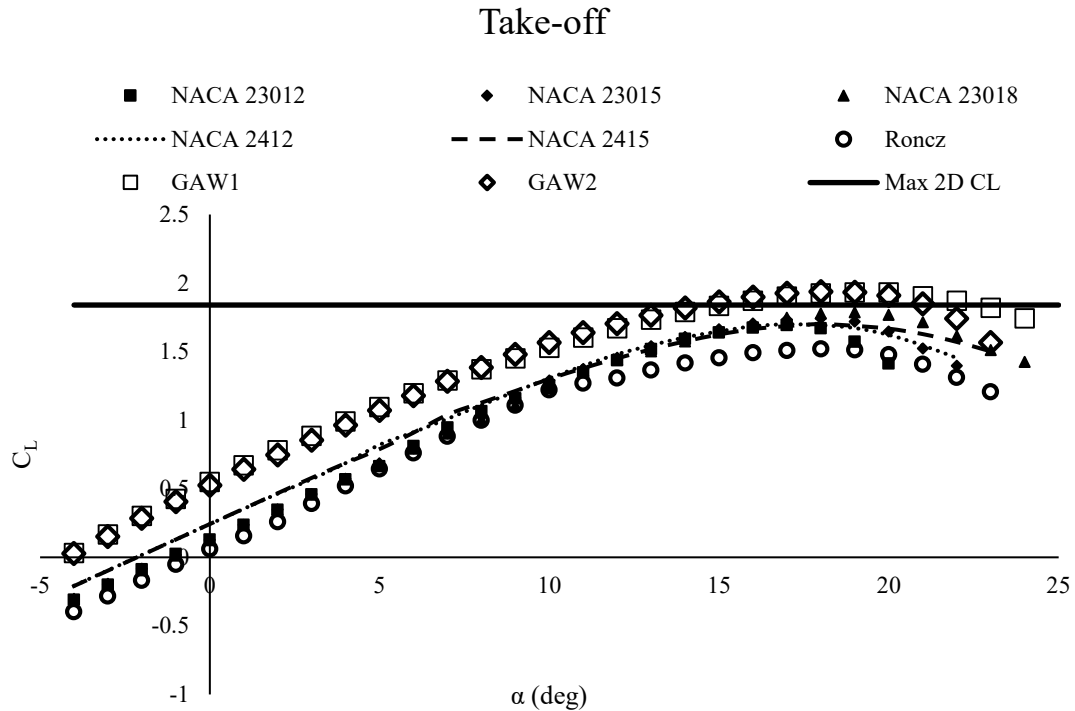 Take-off
NACA 23012 NACA 23015 NACA 23018
NACA 2412 NACA 2415 Roncz
GAW1 GAW2 Max 2D CL
2.5
2
1.5
1
0.5
0
-0.5
-1
-5 0 5 10 15 20 25
C_L
α (deg)